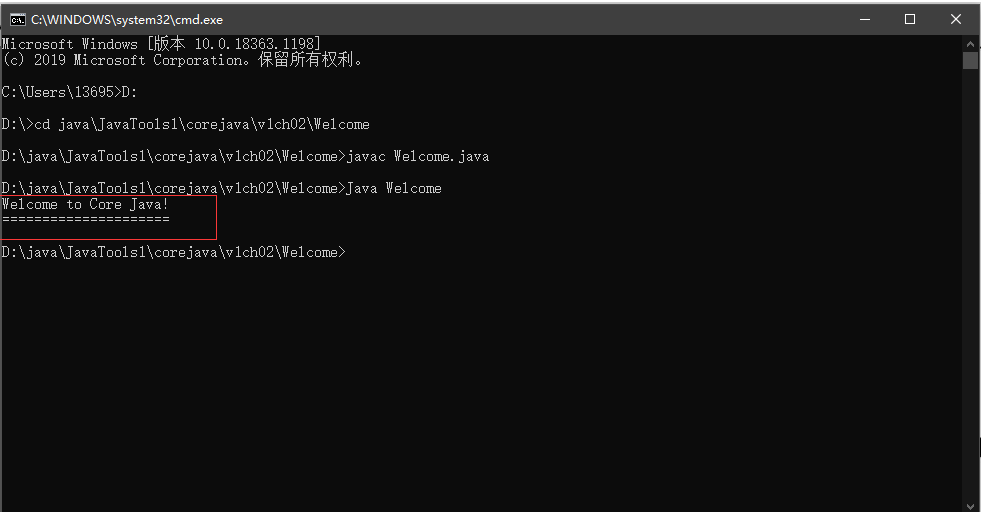 C:\WINDOWS\system32\cmd.exe
Microsoft Windows [版本 10.0.18363.1198]
(c) 2019 Microsoft Corporation。保留所有权利。
C:\Users\13695>D:
D:\>cd java\JavaTools1\corejava\v1ch02\Welcome
D:\java\JavaTools1\corejava\v1ch02\Welcome>javac Welcome.java
D:\java\JavaTools1\corejava\v1ch02\Welcome>Java Welcome
Welcome to Core Java!
=====================
D:\java\JavaTools1\corejava\v1ch02\Welcome>